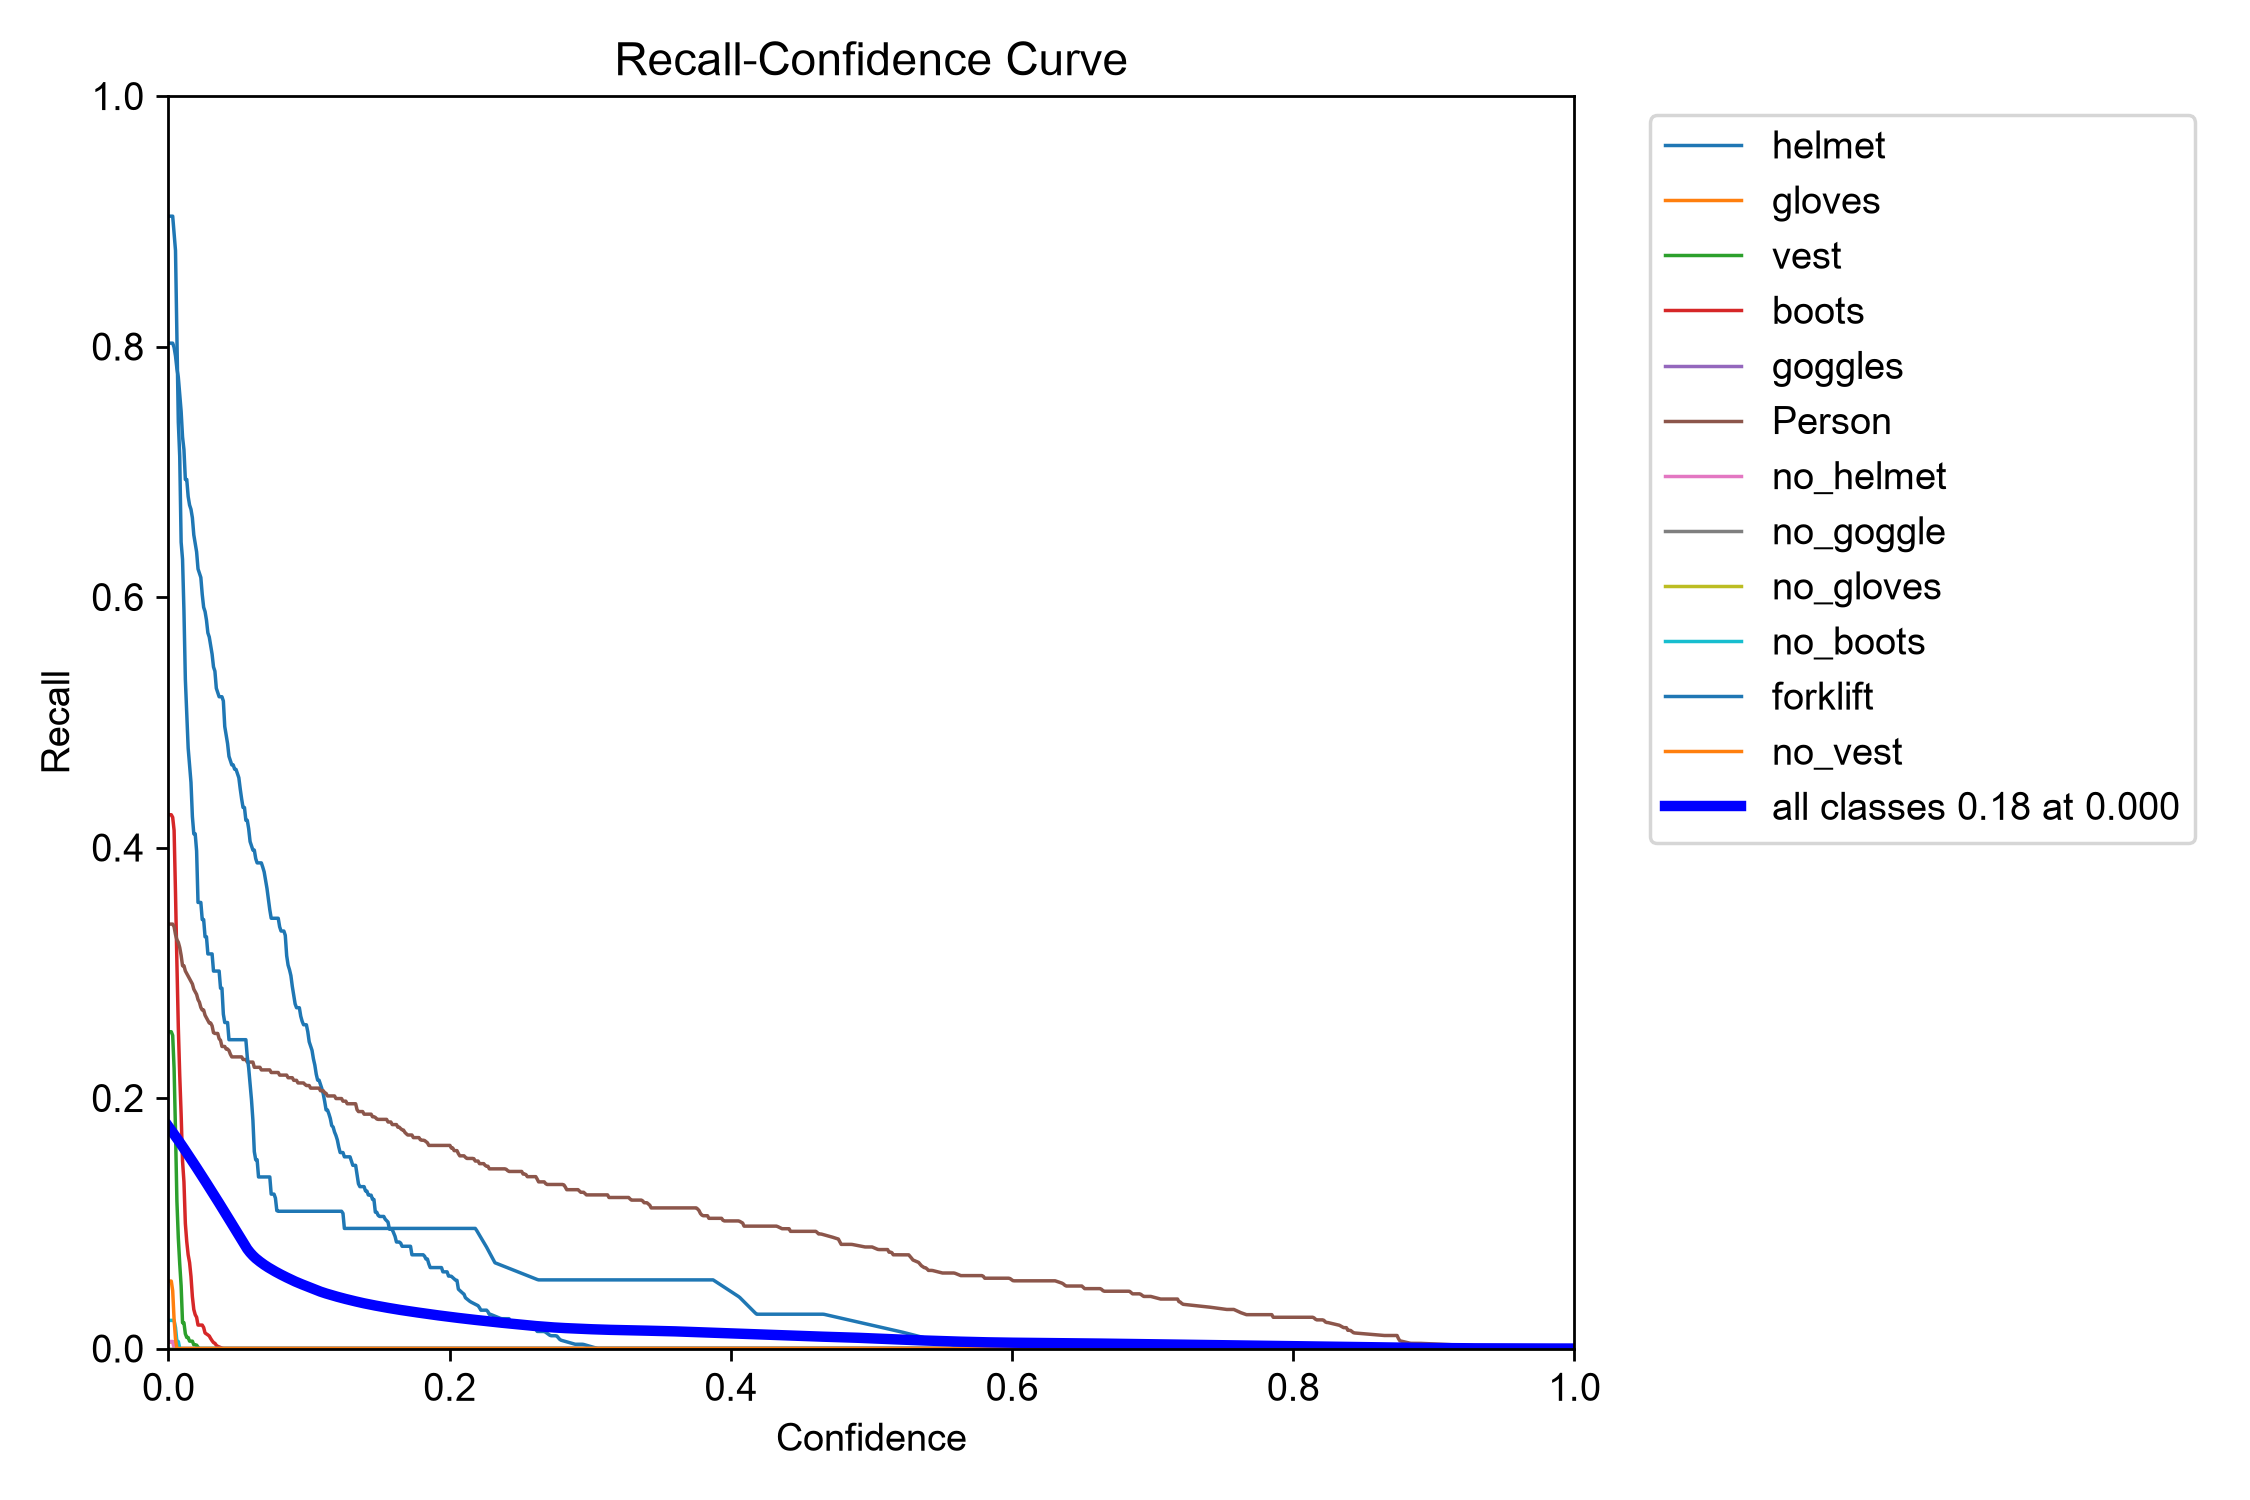 Recall-Confidence Curve
1.0
0.8
0.6
0.4
0.2
0.0
Recall
0.0 0.2 0.4 0.6 0.8 1.0
Confidence
helmet
gloves
vest
boots
goggles
Person
no_helmet
no_goggle
no_gloves
no_boots
forklift
no_vest
all classes 0.18 at 0.000